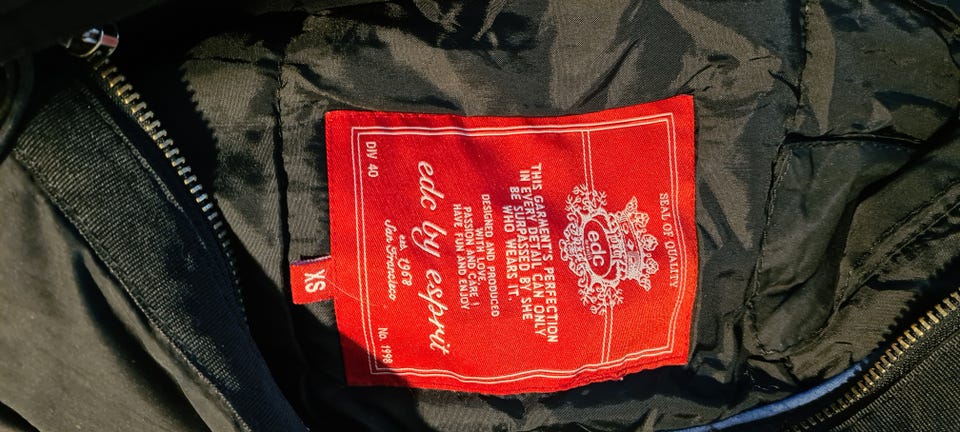 SEAL OF QUALITY
edc
THIS GARMENT'S PERFECTION
IN EVERY DETAIL CAN ONLY
BE SURPASSED BY SHE
WHO WEARS IT.
DESIGNED AND PRODUCED
WITH LOVE,
PASSION AND CARE !
HAVE FUN AND ENJOY
edc by esprit
est. 1968
San Francisco
DIV 40
No. 1998
XS